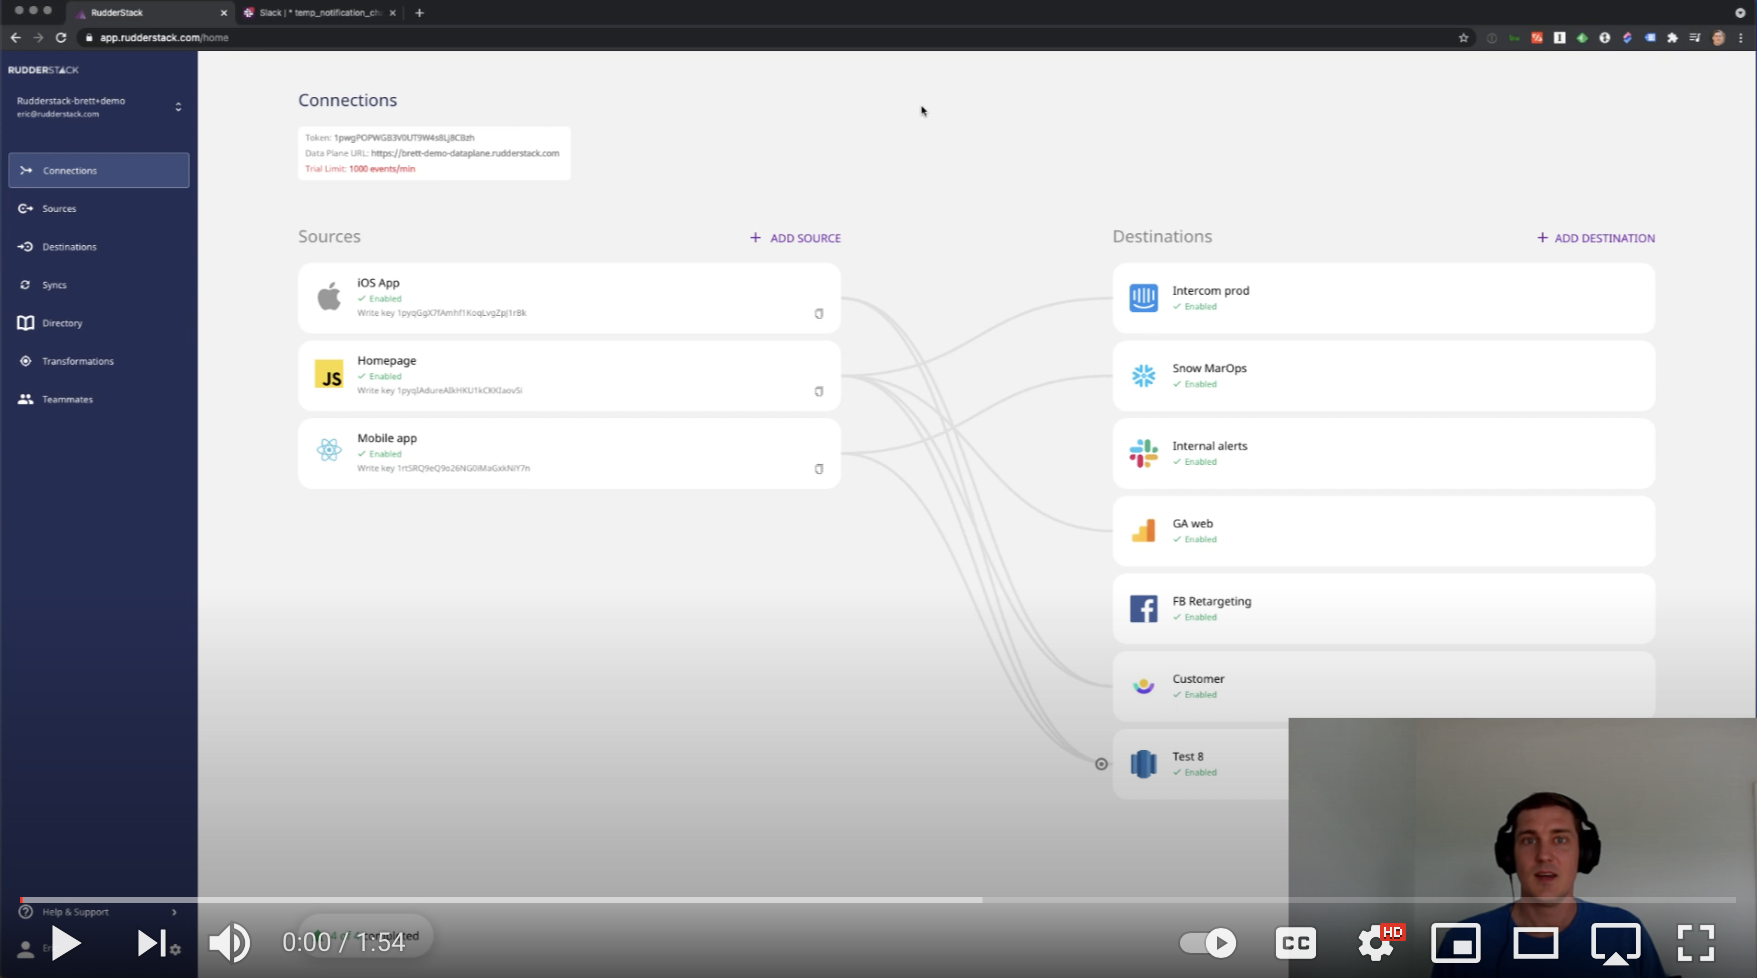 RudderStack
Slack | * temp_notification_ch
app.rudderstack.com/home
RUDDERSTACK
Rudderstack-brett+demo
eric@rudderstack.com
Connections
Sources
Destinations
Syncs
Directory
Transformations
Teammates
Help & Support
Connections
Token:
Data Plane URL: https://brett-demo-dataplane.rudderstack.com
Trial Limit: 1000 events/min
Sources
+ ADD SOURCE
iOS App
Enabled
Write key
JS
Homepage
Enabled
Write key
Mobile app
Enabled
Write key
Destinations
+ ADD DESTINATION
Intercom prod
Enabled
Snow MarOps
Enabled
Internal alerts
Enabled
GA web
Enabled
FB Retargeting
Enabled
Customer
Enabled
Test 8
Enabled
0:00 / 1:54
CC
HD